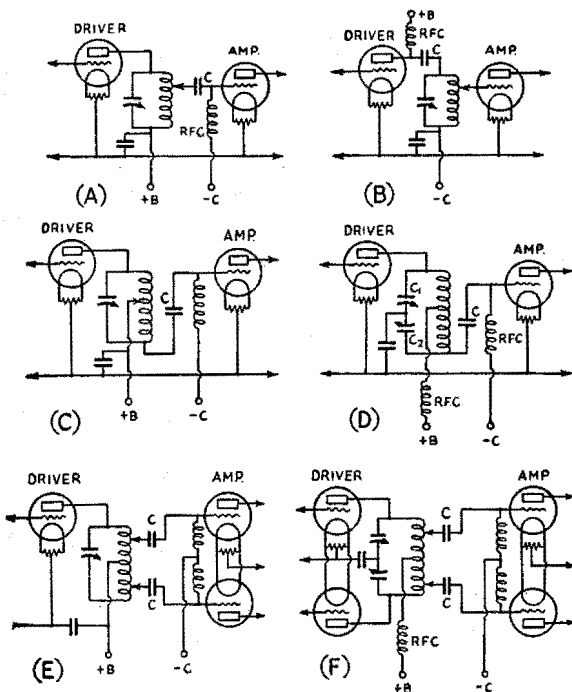 DRIVER
AMP.
C
RFC
+B
-C
(A)
+B
RFC
DRIVER
C
AMP.
-C
(B)
DRIVER
AMP.
C
+B
-C
(C)
DRIVER
AMP.
C1
C
C2
RFC
RFC
+B
-C
(D)
DRIVER
AMP.
C
C
+B
-C
(E)
DRIVER
AMP.
C
C
RFC
+B
-C
(F)